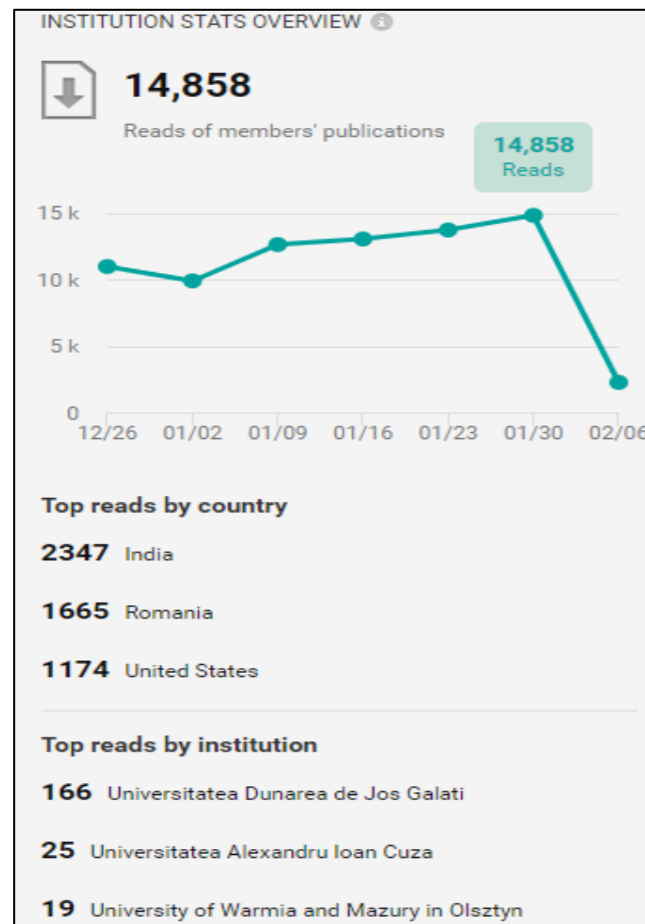 INSTITUTION STATS OVERVIEW
14,858
Reads of members' publications
14,858
Reads
15 k
10 k
5 k
0
12/26 01/02 01/09 01/16 01/23 01/30 02/06
Top reads by country
2347 India
1665 Romania
1174 United States
Top reads by institution
166 Universitatea Dunarea de Jos Galati
25 Universitatea Alexandru Ioan Cuza
19 University of Warmia and Mazury in Olsztyn